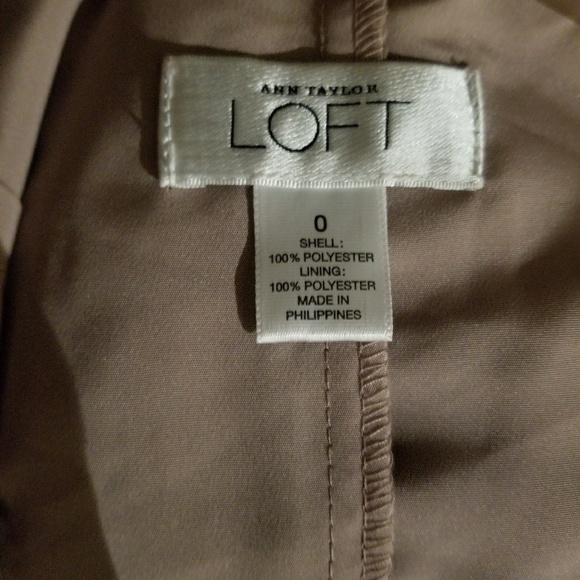 ANN TAYLOR
LOFT
0
SHELL:
100% POLYESTER
LINING:
100% POLYESTER
MADE IN
PHILIPPINES